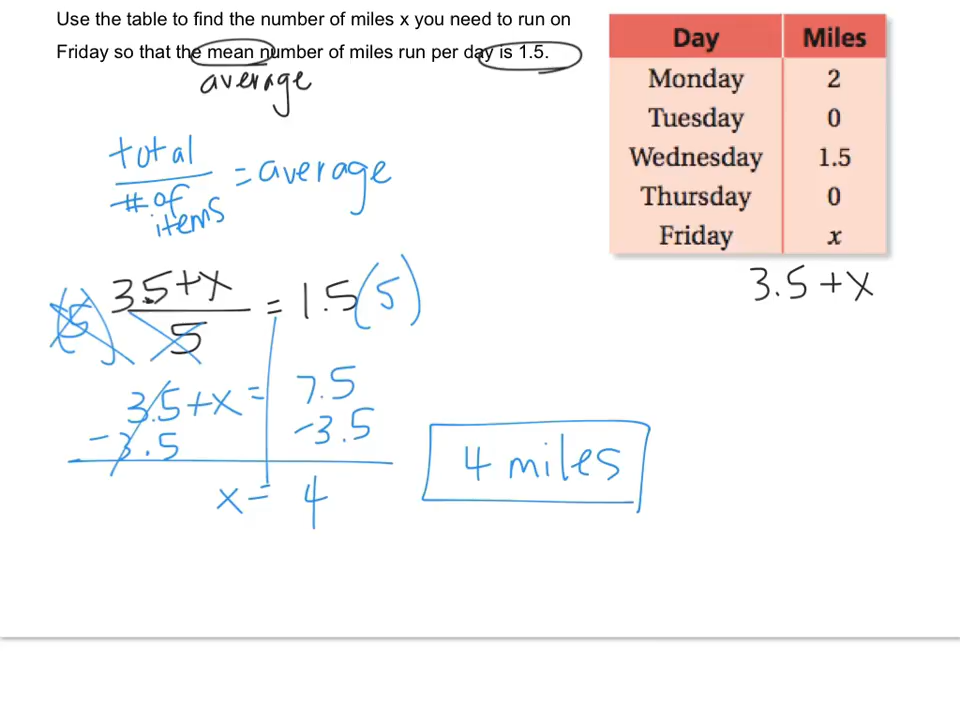 Use the table to find the number of miles x you need to run on
Friday so that the mean number of miles run per day is 1.5.
average
total
# of
items
= average
Day Miles
Monday 2
Tuesday 0
Wednesday 1.5
Thursday 0
Friday x
3.5 + x
(5) 3.5 + x
5
= 1.5 (5)
3.5 + x = 7.5
- 3.5 - 3.5
x = 4
4 miles